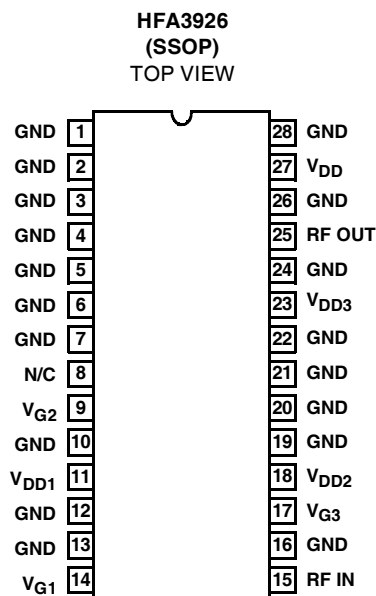 HFA3926
(SSOP)
TOP VIEW
GND 1 28 GND
GND 2 27 VDD
GND 3 26 GND
GND 4 25 RF OUT
GND 5 24 GND
GND 6 23 VDD3
GND 7 22 GND
N/C 8 21 GND
VG2 9 20 GND
GND 10 19 GND
VDD1 11 18 VDD2
GND 12 17 VG3
GND 13 16 GND
VG1 14 15 RF IN